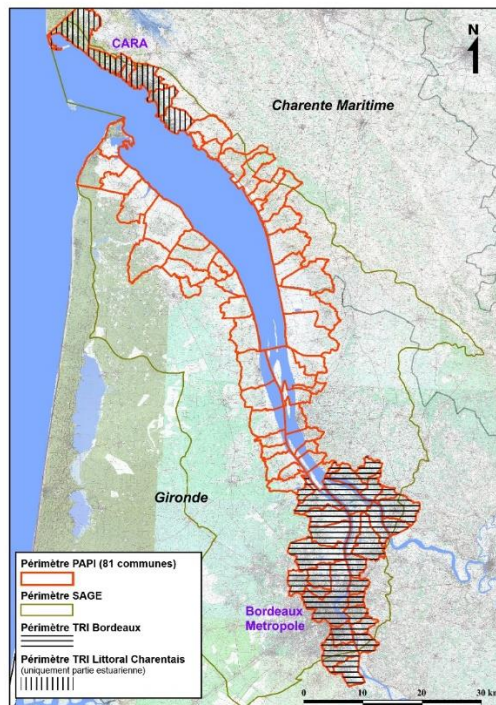 CARA
N
Charente Maritime
Gironde
Bordeaux
Metropole
Périmètre PAPI (81 communes)
Périmètre SAGE
Périmètre TRI Bordeaux
Périmètre TRI Littoral Charentais
(uniquement partie estuarienne)
0 10 20 30 km